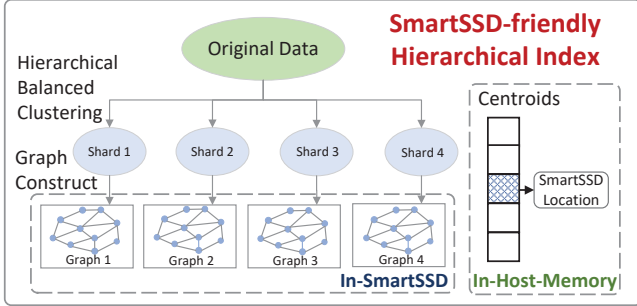 SmartSSD-friendly
Hierarchical Index
Original Data
Hierarchical
Balanced
Clustering
Shard 1
Shard 2
Shard 3
Shard 4
Graph
Construct
Graph 1
Graph 2
Graph 3
Graph 4
In-SmartSSD
Centroids
SmartSSD
Location
In-Host-Memory